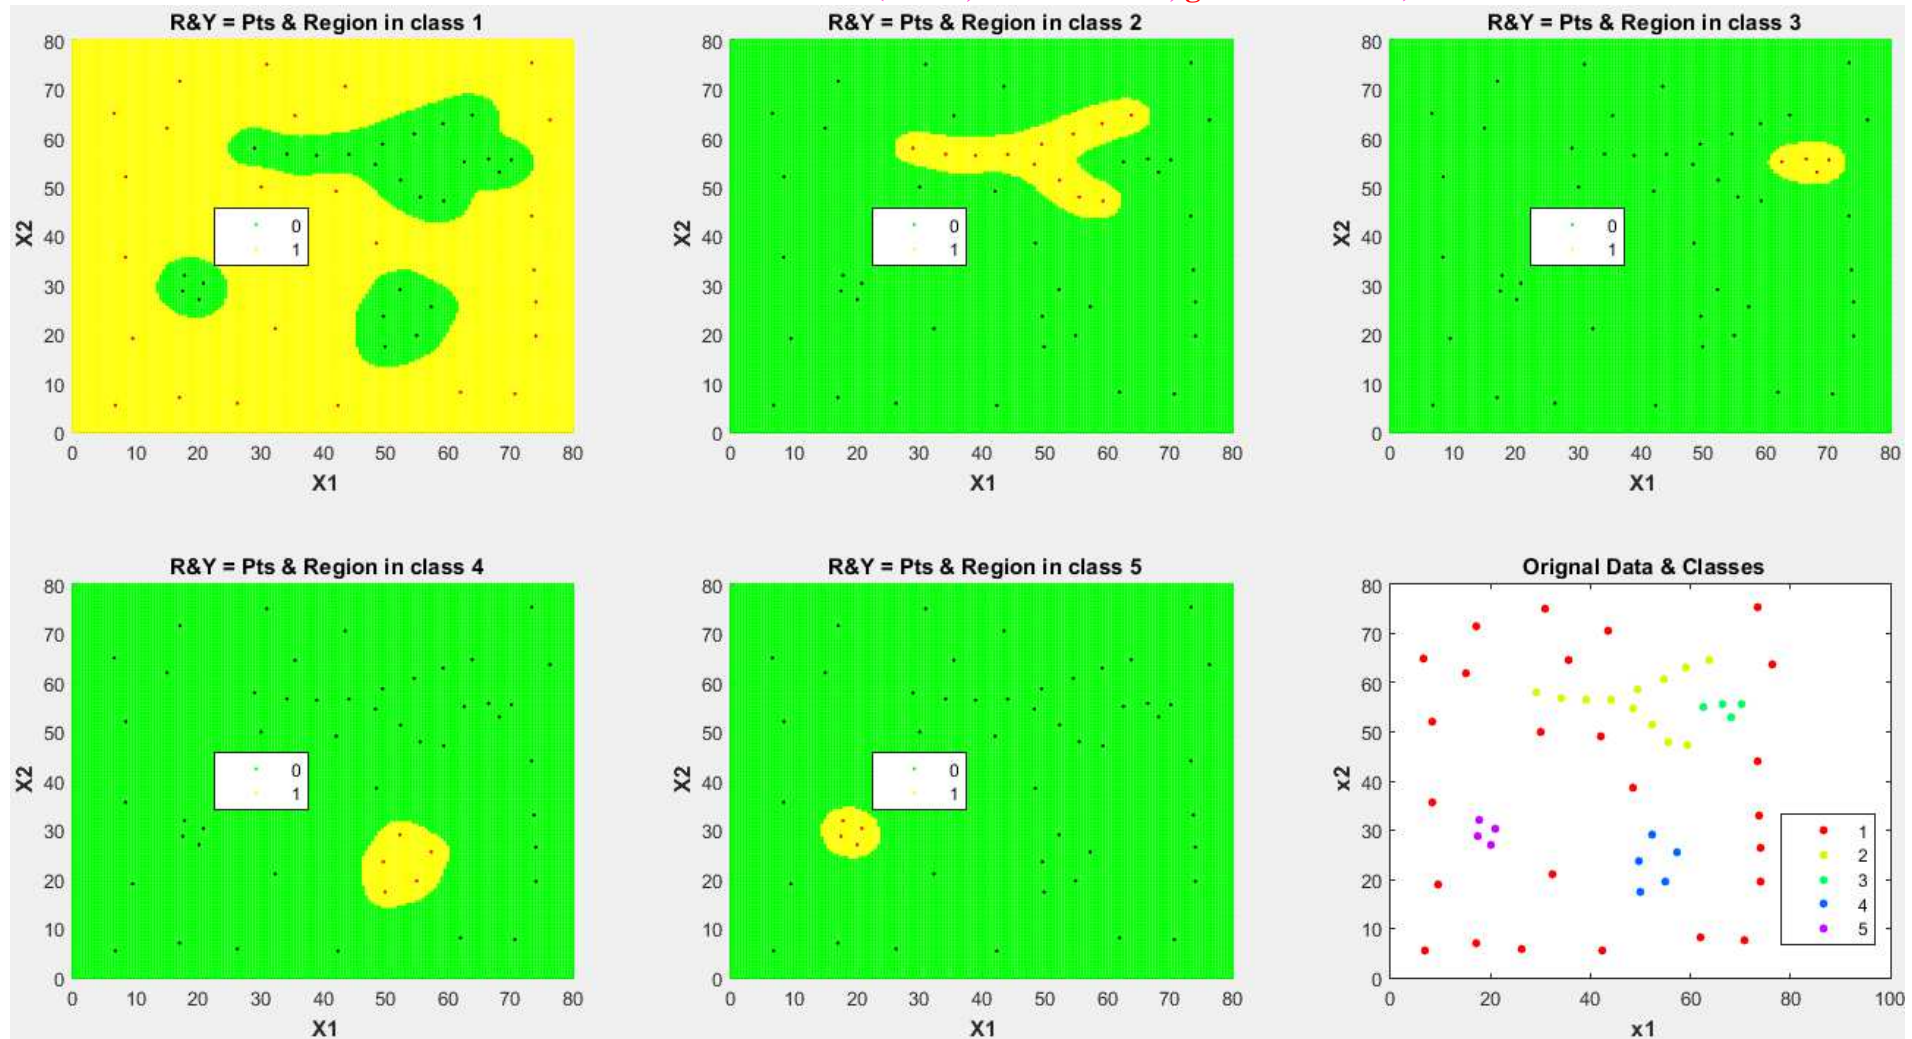 R&Y = Pts & Region in class 1
80
70
60
50
40
30
20
10
0
X2
0
1
0 10 20 30 40 50 60 70 80
X1
R&Y = Pts & Region in class 2
80
70
60
50
40
30
20
10
0
X2
0
1
0 10 20 30 40 50 60 70 80
X1
R&Y = Pts & Region in class 3
80
70
60
50
40
30
20
10
0
X2
0
1
0 10 20 30 40 50 60 70 80
X1
R&Y = Pts & Region in class 4
80
70
60
50
40
30
20
10
0
X2
0
1
0 10 20 30 40 50 60 70 80
X1
R&Y = Pts & Region in class 5
80
70
60
50
40
30
20
10
0
X2
0
1
0 10 20 30 40 50 60 70 80
X1
Orignal Data & Classes
80
70
60
50
40
30
20
10
0
x2
1
2
3
4
5
0 20 40 60 80 100
x1